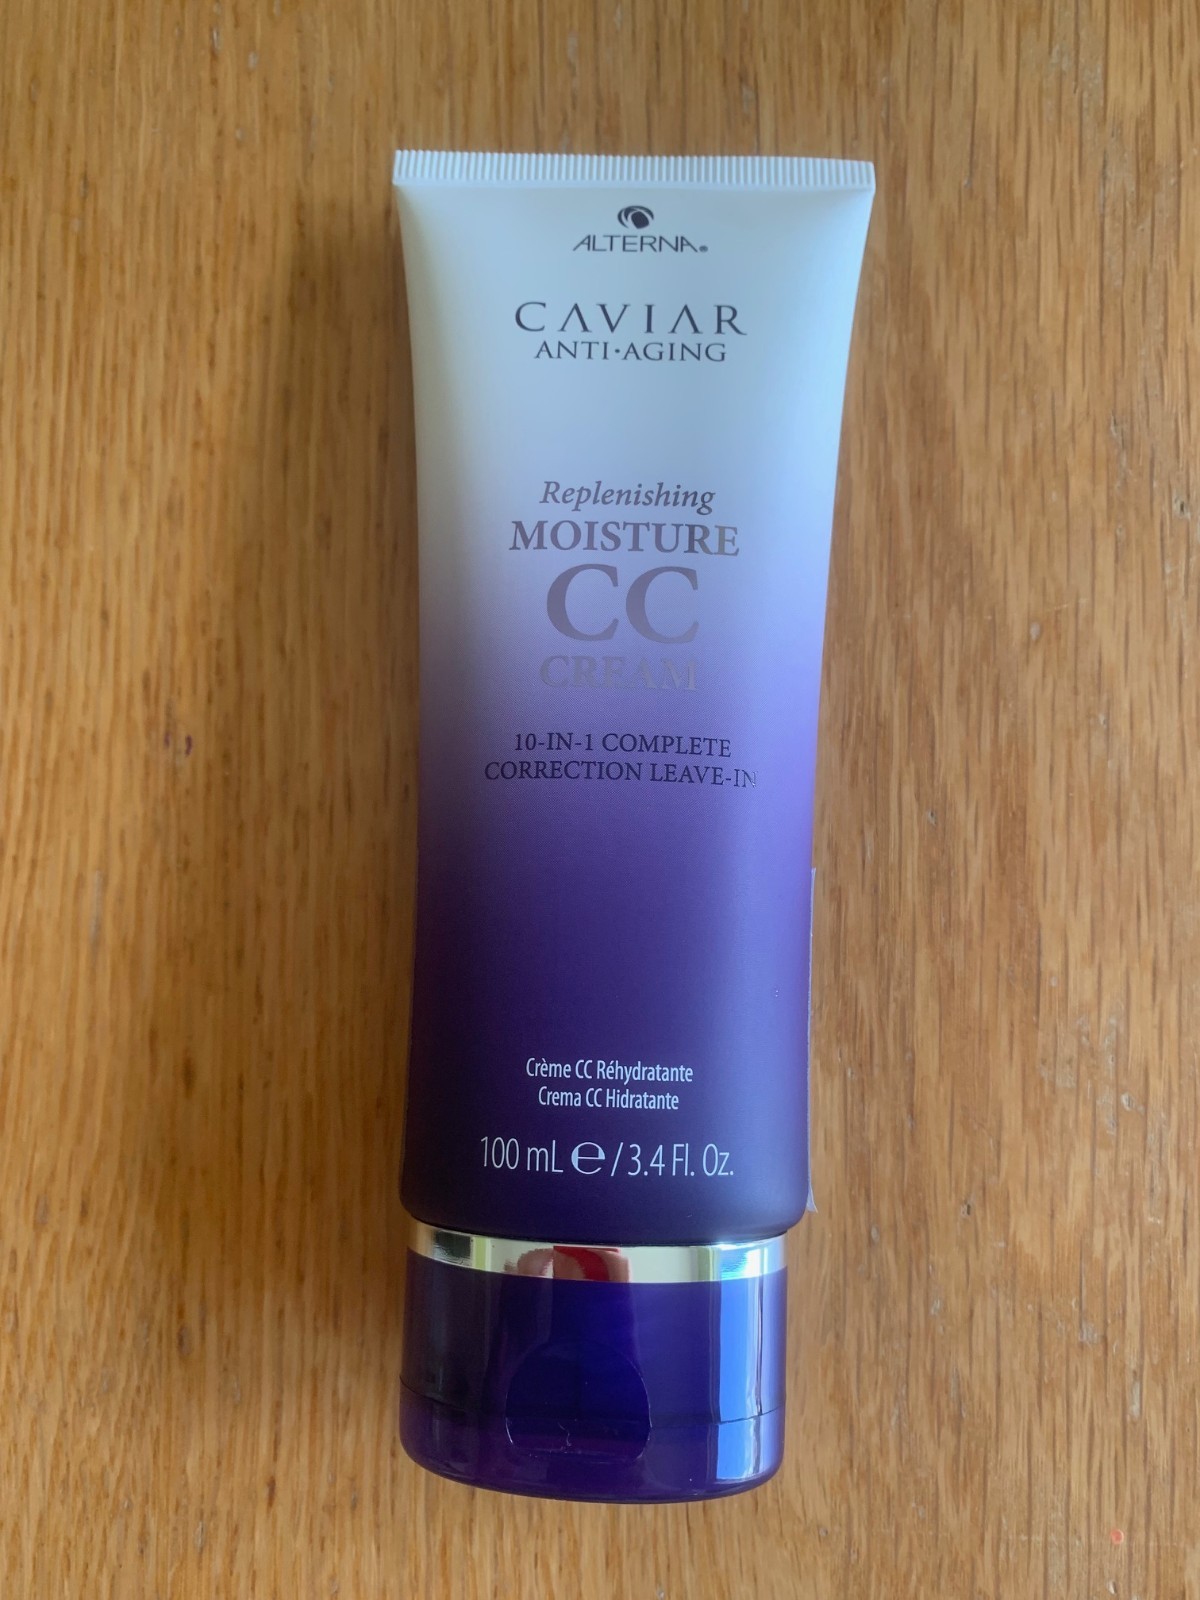 ALTERNA®
CAVIAR
ANTI·AGING
Replenishing
MOISTURE
CC
CREAM
10-IN-1 COMPLETE
CORRECTION LEAVE-IN
Crème CC Réhydratante
Crema CC Hidratante
100 mL ℮ / 3.4 Fl. Oz.